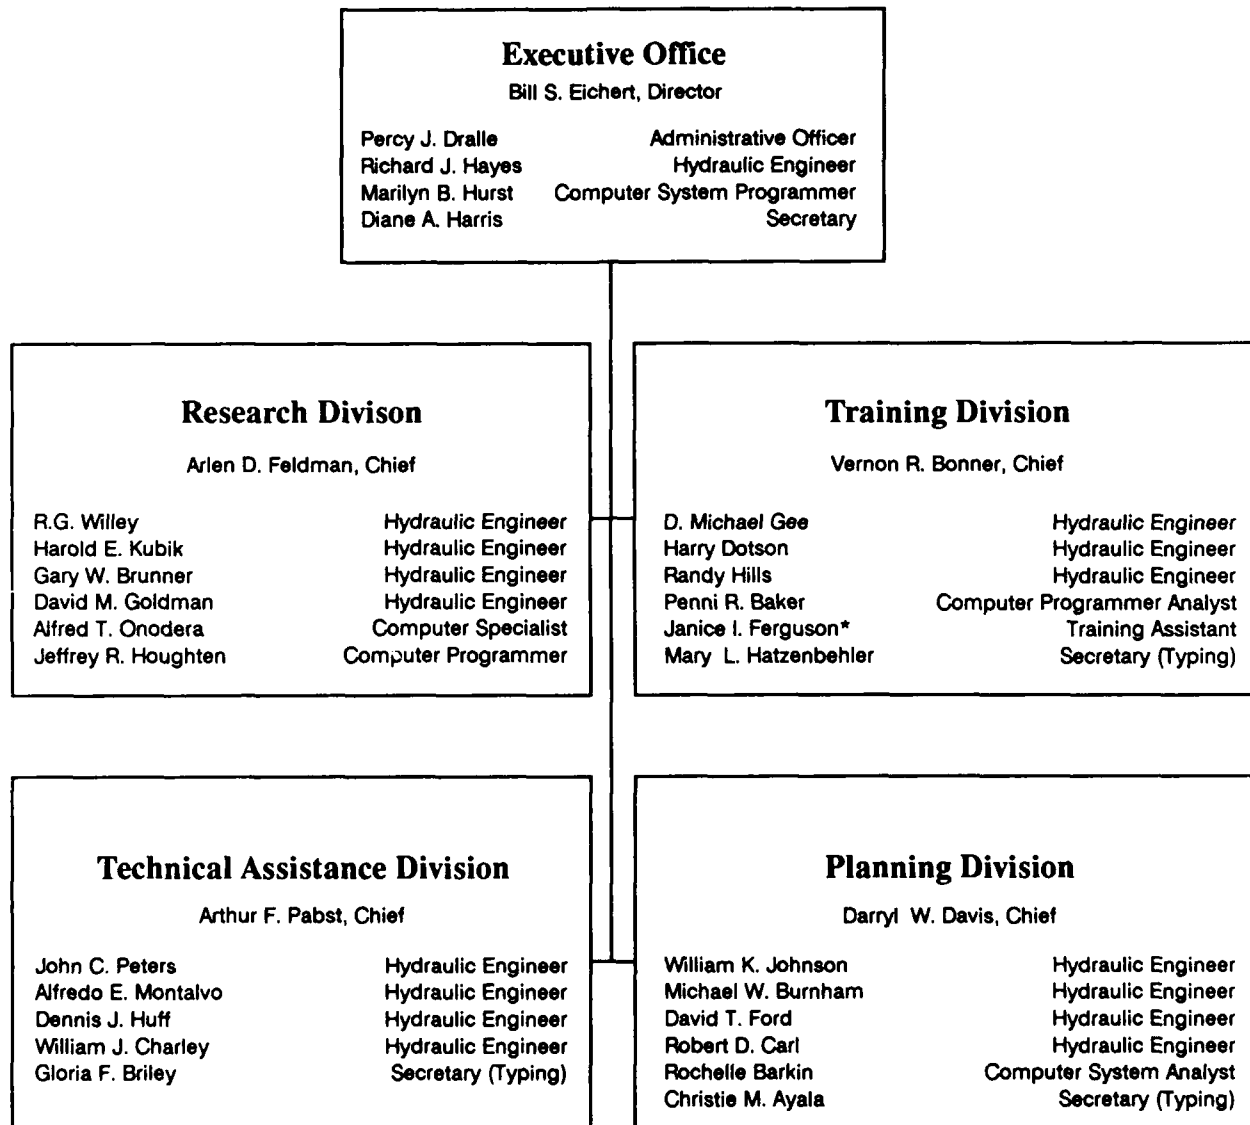 Executive Office
Bill S. Eichert, Director
Percy J. Dralle Administrative Officer
Richard J. Hayes Hydraulic Engineer
Marilyn B. Hurst Computer System Programmer
Diane A. Harris Secretary
Research Divison
Arlen D. Feldman, Chief
R.G. Willey Hydraulic Engineer
Harold E. Kubik Hydraulic Engineer
Gary W. Brunner Hydraulic Engineer
David M. Goldman Hydraulic Engineer
Alfred T. Onodera Computer Specialist
Jeffrey R. Houghten Computer Programmer
Training Division
Vernon R. Bonner, Chief
D. Michael Gee Hydraulic Engineer
Harry Dotson Hydraulic Engineer
Randy Hills Hydraulic Engineer
Penni R. Baker Computer Programmer Analyst
Janice I. Ferguson* Training Assistant
Mary L. Hatzenbehler Secretary (Typing)
Technical Assistance Division
Arthur F. Pabst, Chief
John C. Peters Hydraulic Engineer
Alfredo E. Montalvo Hydraulic Engineer
Dennis J. Huff Hydraulic Engineer
William J. Charley Hydraulic Engineer
Gloria F. Briley Secretary (Typing)
Planning Division
Darryl W. Davis, Chief
William K. Johnson Hydraulic Engineer
Michael W. Burnham Hydraulic Engineer
David T. Ford Hydraulic Engineer
Robert D. Carl Hydraulic Engineer
Rochelle Barkin Computer System Analyst
Christie M. Ayala Secretary (Typing)